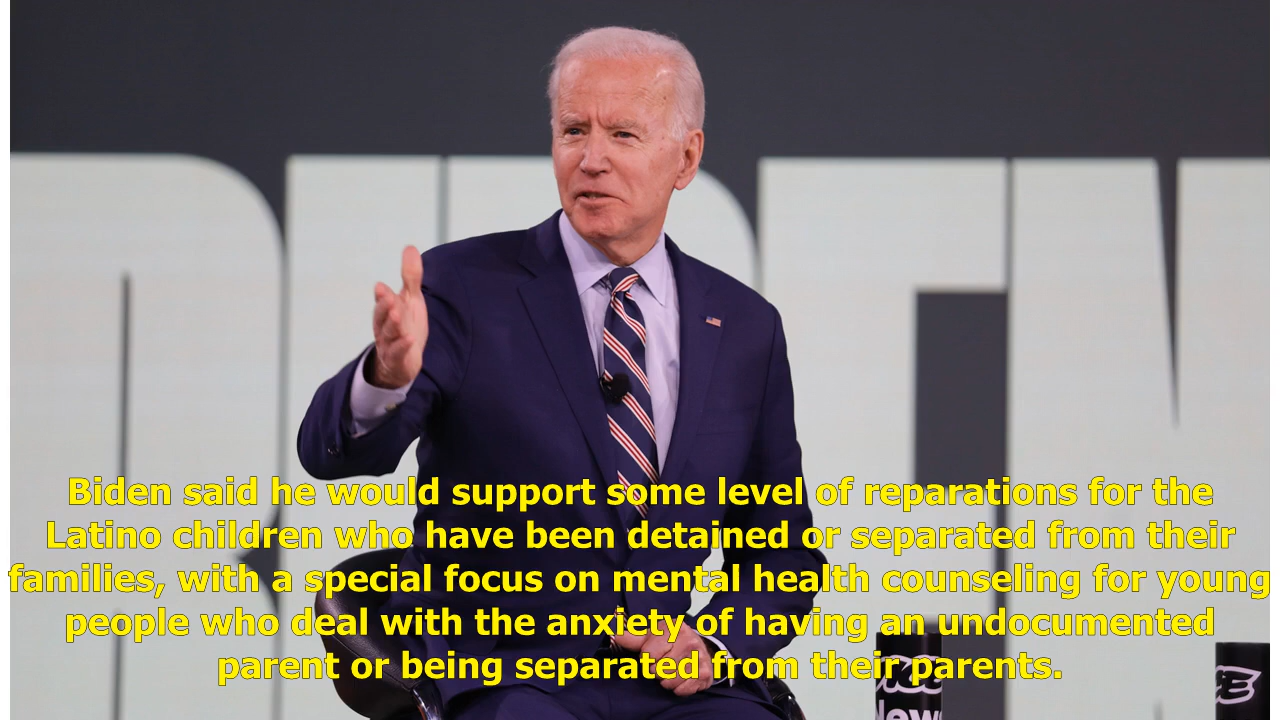 Biden said he would support some level of reparations for the
Latino children who have been detained or separated from their
families, with a special focus on mental health counseling for young
people who deal with the anxiety of having an undocumented
parent or being separated from their parents.
VICE
News